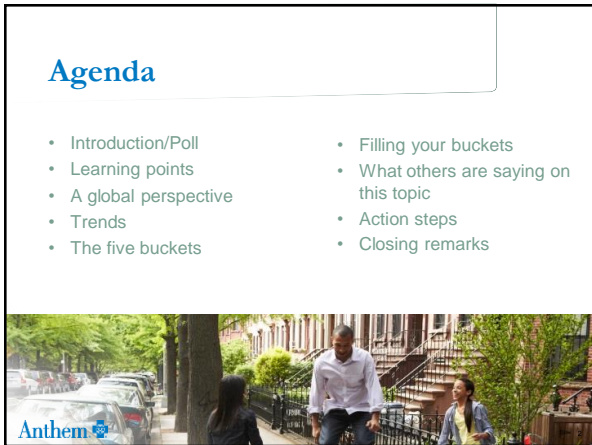 Agenda
• Introduction/Poll
• Learning points
• A global perspective
• Trends
• The five buckets
• Filling your buckets
• What others are saying on
this topic
• Action steps
• Closing remarks
Anthem